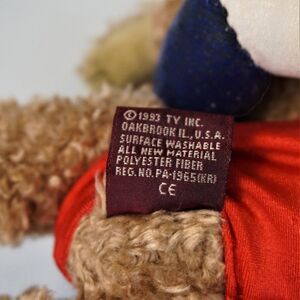 © 1993 TY INC.
OAKBROOK IL, U.S.A.
SURFACE WASHABLE
ALL NEW MATERIAL
POLYESTER FIBER
REG. NO. PA-1965(KR)
CE